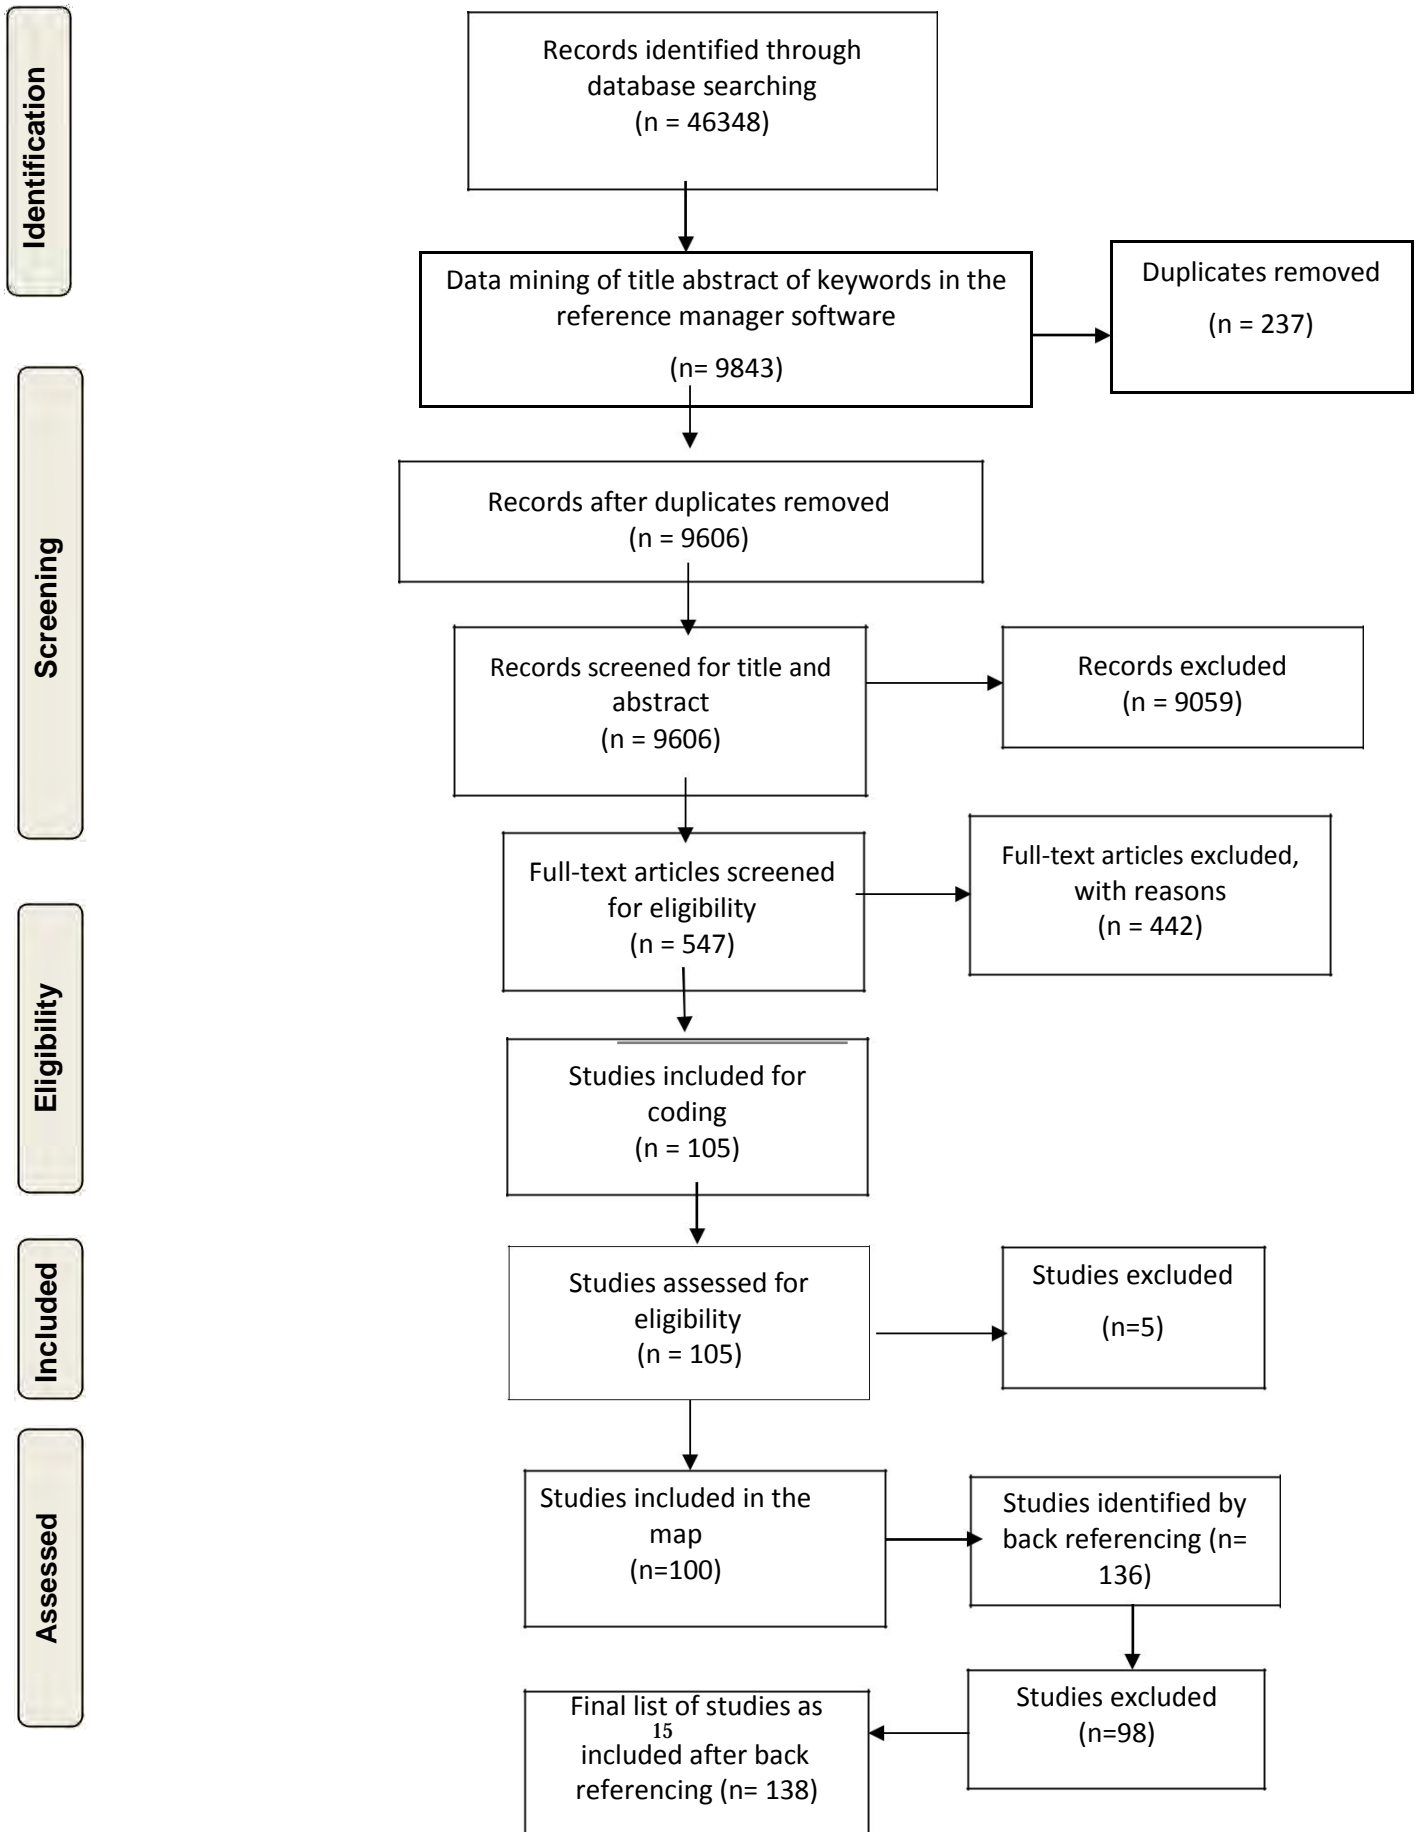 Identification
Records identified through
database searching
(n = 46348)
Data mining of title abstract of keywords in the
reference manager software
(n= 9843)
Duplicates removed
(n = 237)
Screening
Records after duplicates removed
(n = 9606)
Records screened for title and
abstract
(n = 9606)
Records excluded
(n = 9059)
Full-text articles screened
for eligibility
(n = 547)
Full-text articles excluded,
with reasons
(n = 442)
Eligibility
Studies included for
coding
(n = 105)
Included
Studies assessed for
eligibility
(n = 105)
Studies excluded
(n=5)
Assessed
Studies included in the
map
(n=100)
Studies identified by
back referencing (n=
136)
Studies excluded
(n=98)
Final list of studies as
15
included after back
referencing (n= 138)